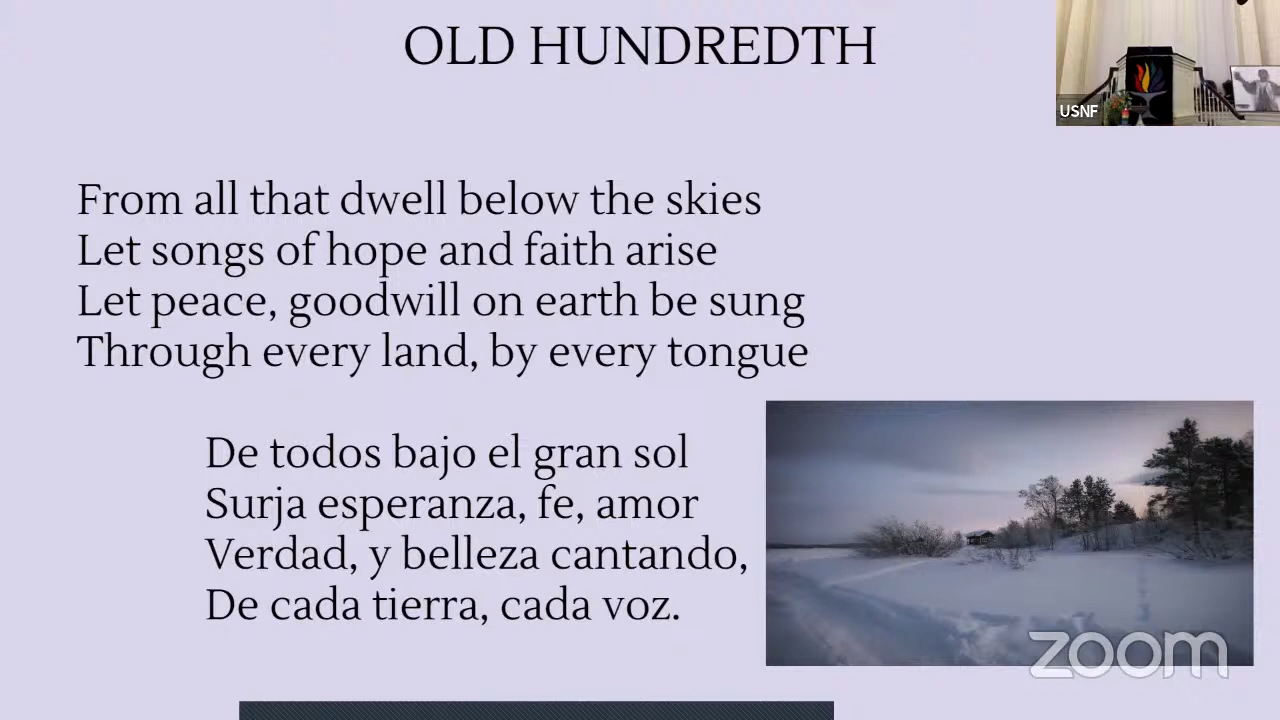 OLD HUNDREDTH
USNF
From all that dwell below the skies
Let songs of hope and faith arise
Let peace, goodwill on earth be sung
Through every land, by every tongue
De todos bajo el gran sol
Surja esperanza, fe, amor
Verdad, y belleza cantando,
De cada tierra, cada voz.
zoom